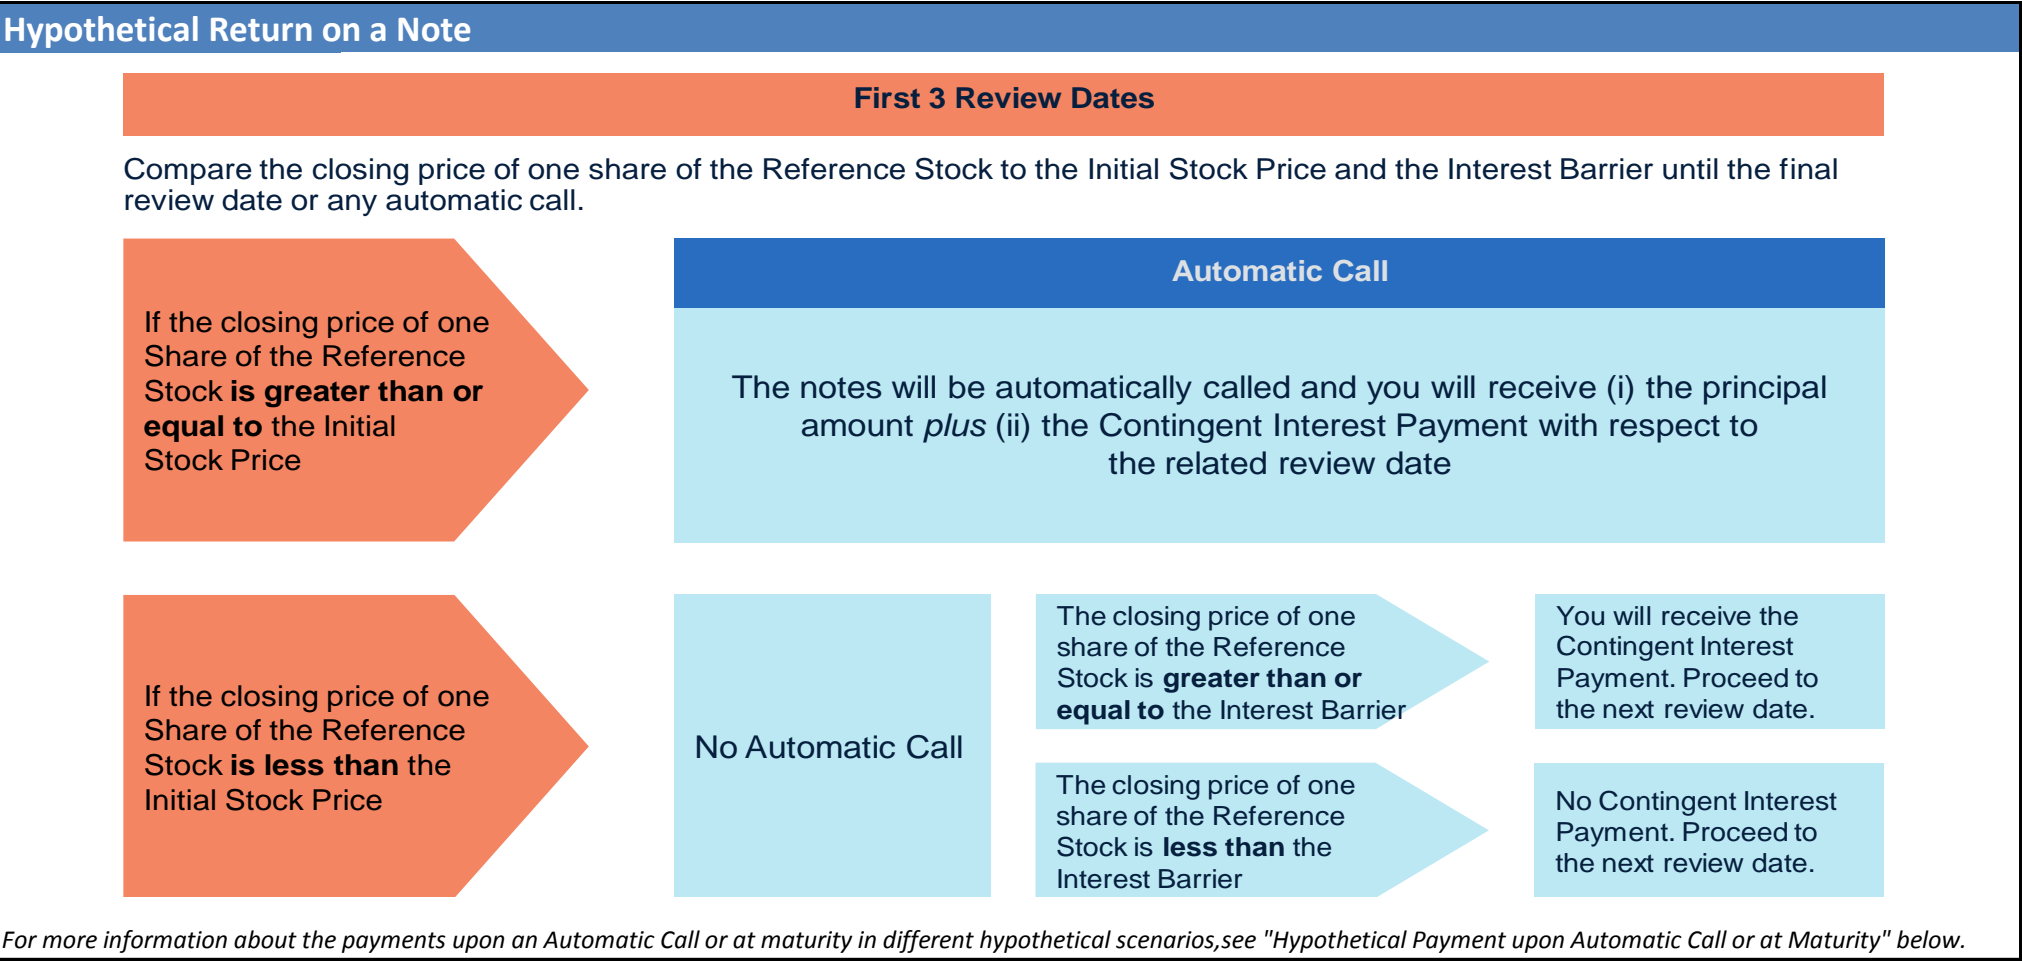 Hypothetical Return on a Note
First 3 Review Dates
Compare the closing price of one share of the Reference Stock to the Initial Stock Price and the Interest Barrier until the final
review date or any automatic call.
If the closing price of one
Share of the Reference
Stock is greater than or
equal to the Initial
Stock Price
Automatic Call
The notes will be automatically called and you will receive (i) the principal
amount plus (ii) the Contingent Interest Payment with respect to
the related review date
If the closing price of one
Share of the Reference
Stock is less than the
Initial Stock Price
No Automatic Call
The closing price of one
share of the Reference
Stock is greater than or
equal to the Interest Barrier
You will receive the
Contingent Interest
Payment. Proceed to
the next review date.
The closing price of one
share of the Reference
Stock is less than the
Interest Barrier
No Contingent Interest
Payment. Proceed to
the next review date.
For more information about the payments upon an Automatic Call or at maturity in different hypothetical scenarios,see "Hypothetical Payment upon Automatic Call or at Maturity" below.